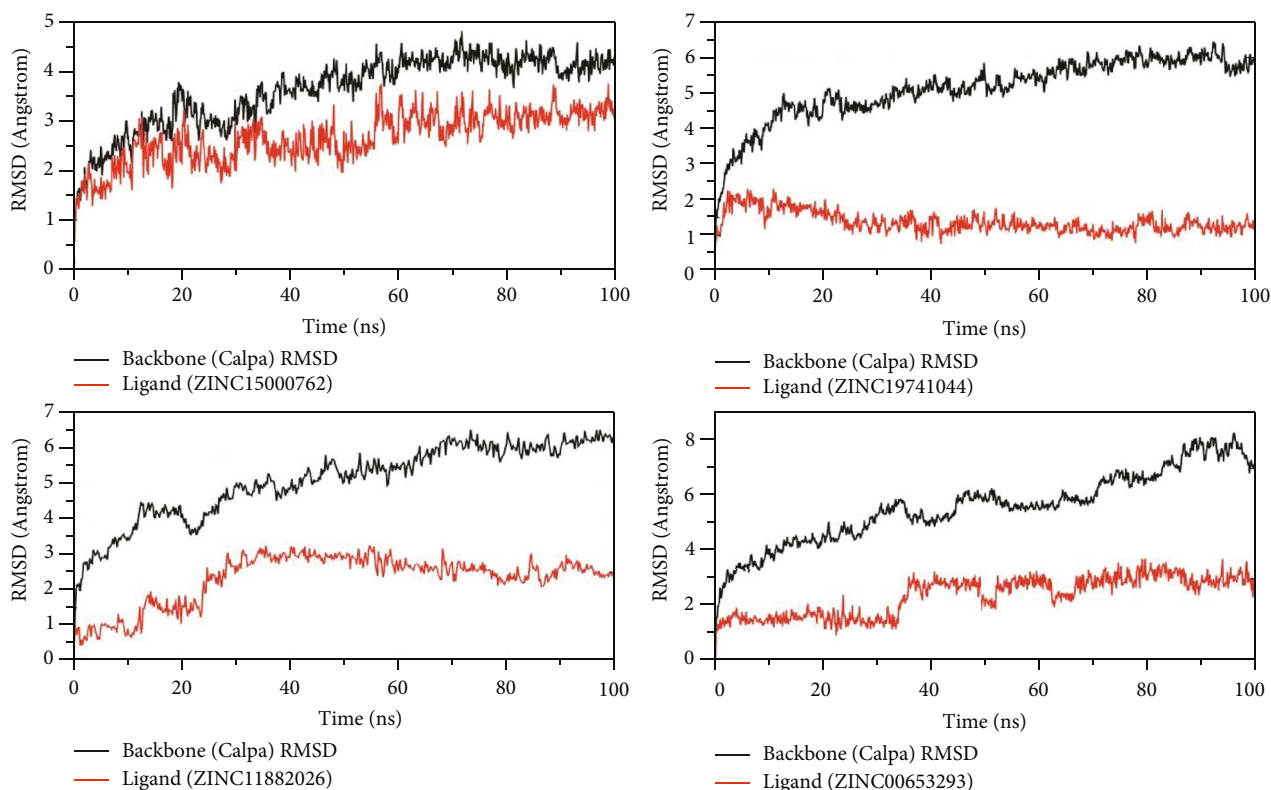 RMSD (Angstrom)
5
4
3
2
1
0
0 20 40 60 80 100
Time (ns)
Backbone (Calpa) RMSD
Ligand (ZINC15000762)
RMSD (Angstrom)
7
6
5
4
3
2
1
0
0 20 40 60 80 100
Time (ns)
Backbone (Calpa) RMSD
Ligand (ZINC19741044)
RMSD (Angstrom)
7
6
5
4
3
2
1
0
0 20 40 60 80 100
Time (ns)
Backbone (Calpa) RMSD
Ligand (ZINC11882026)
RMSD (Angstrom)
8
6
4
2
0
0 20 40 60 80 100
Time (ns)
Backbone (Calpa) RMSD
Ligand (ZINC00653293)